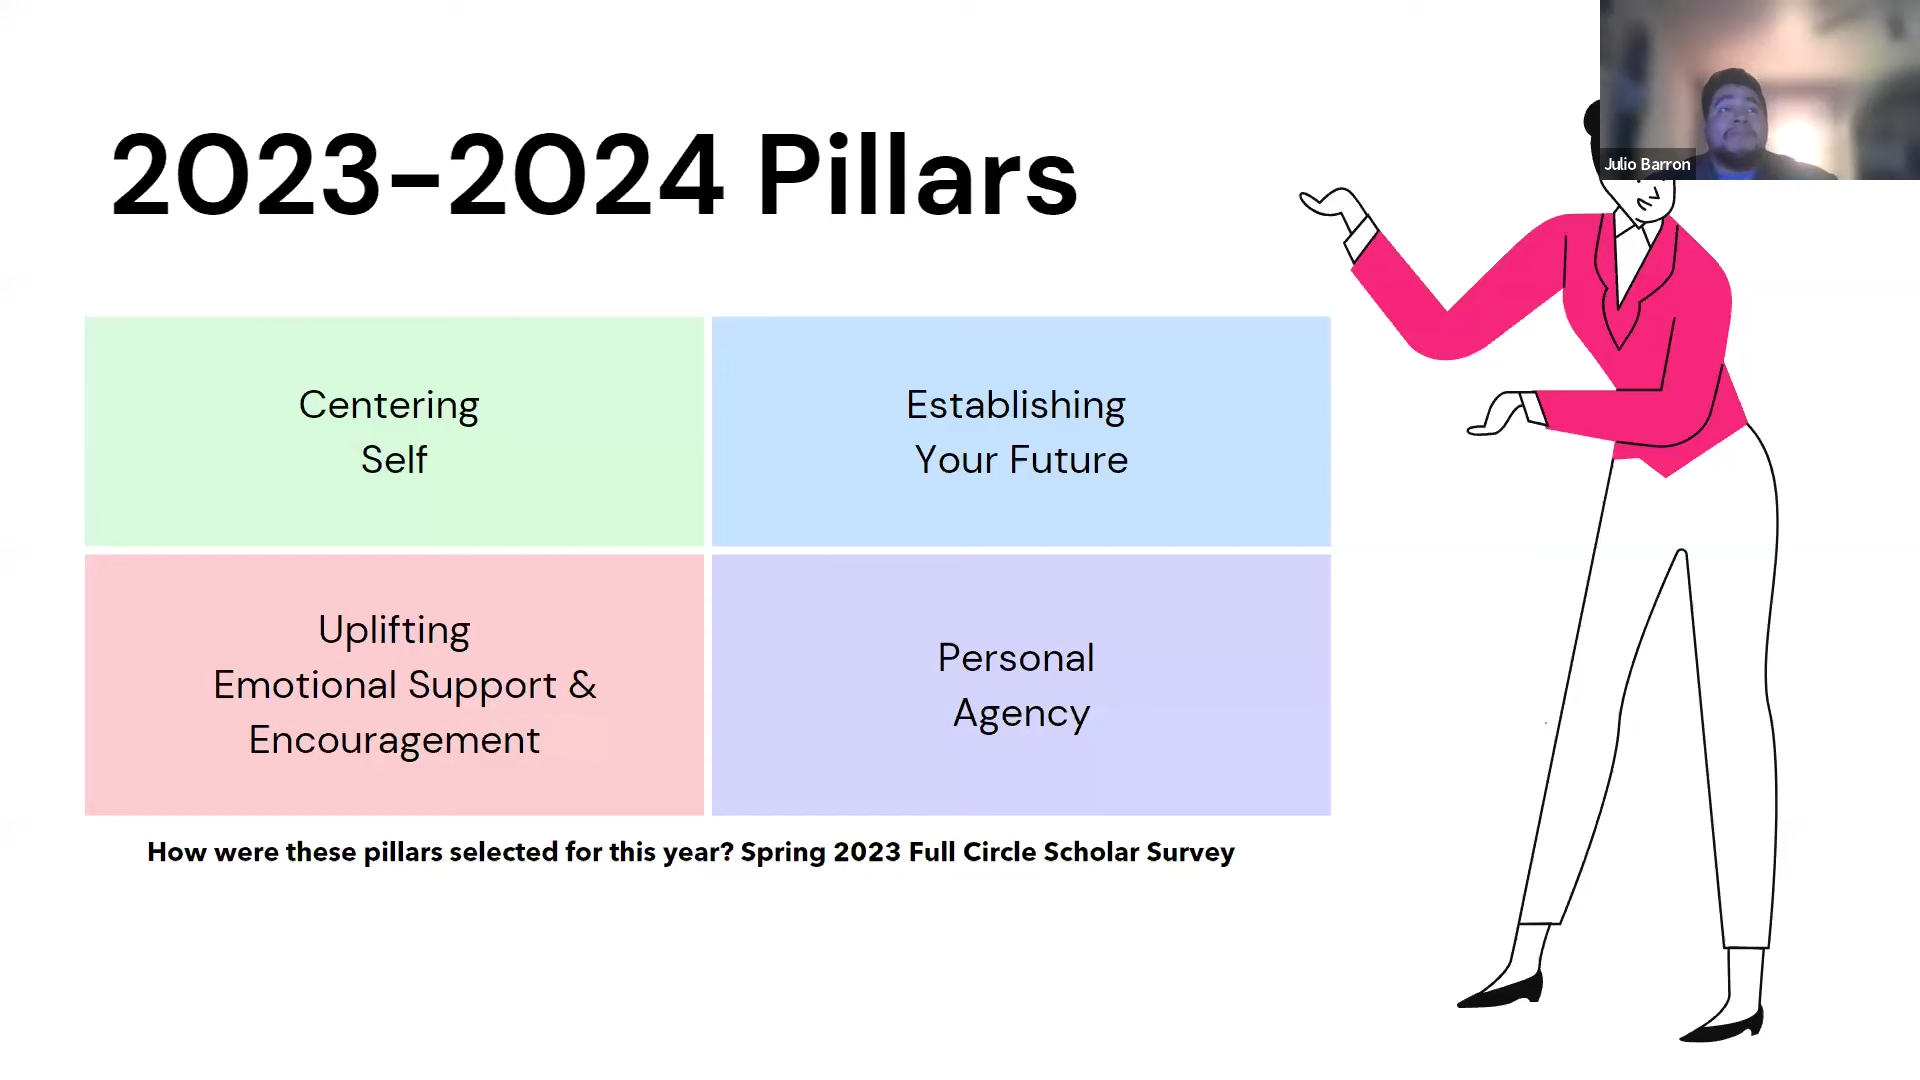 2023-2024 Pillars
Julio Barron
Centering
Self
Establishing
Your Future
Uplifting
Emotional Support &
Encouragement
Personal
Agency
How were these pillars selected for this year? Spring 2023 Full Circle Scholar Survey